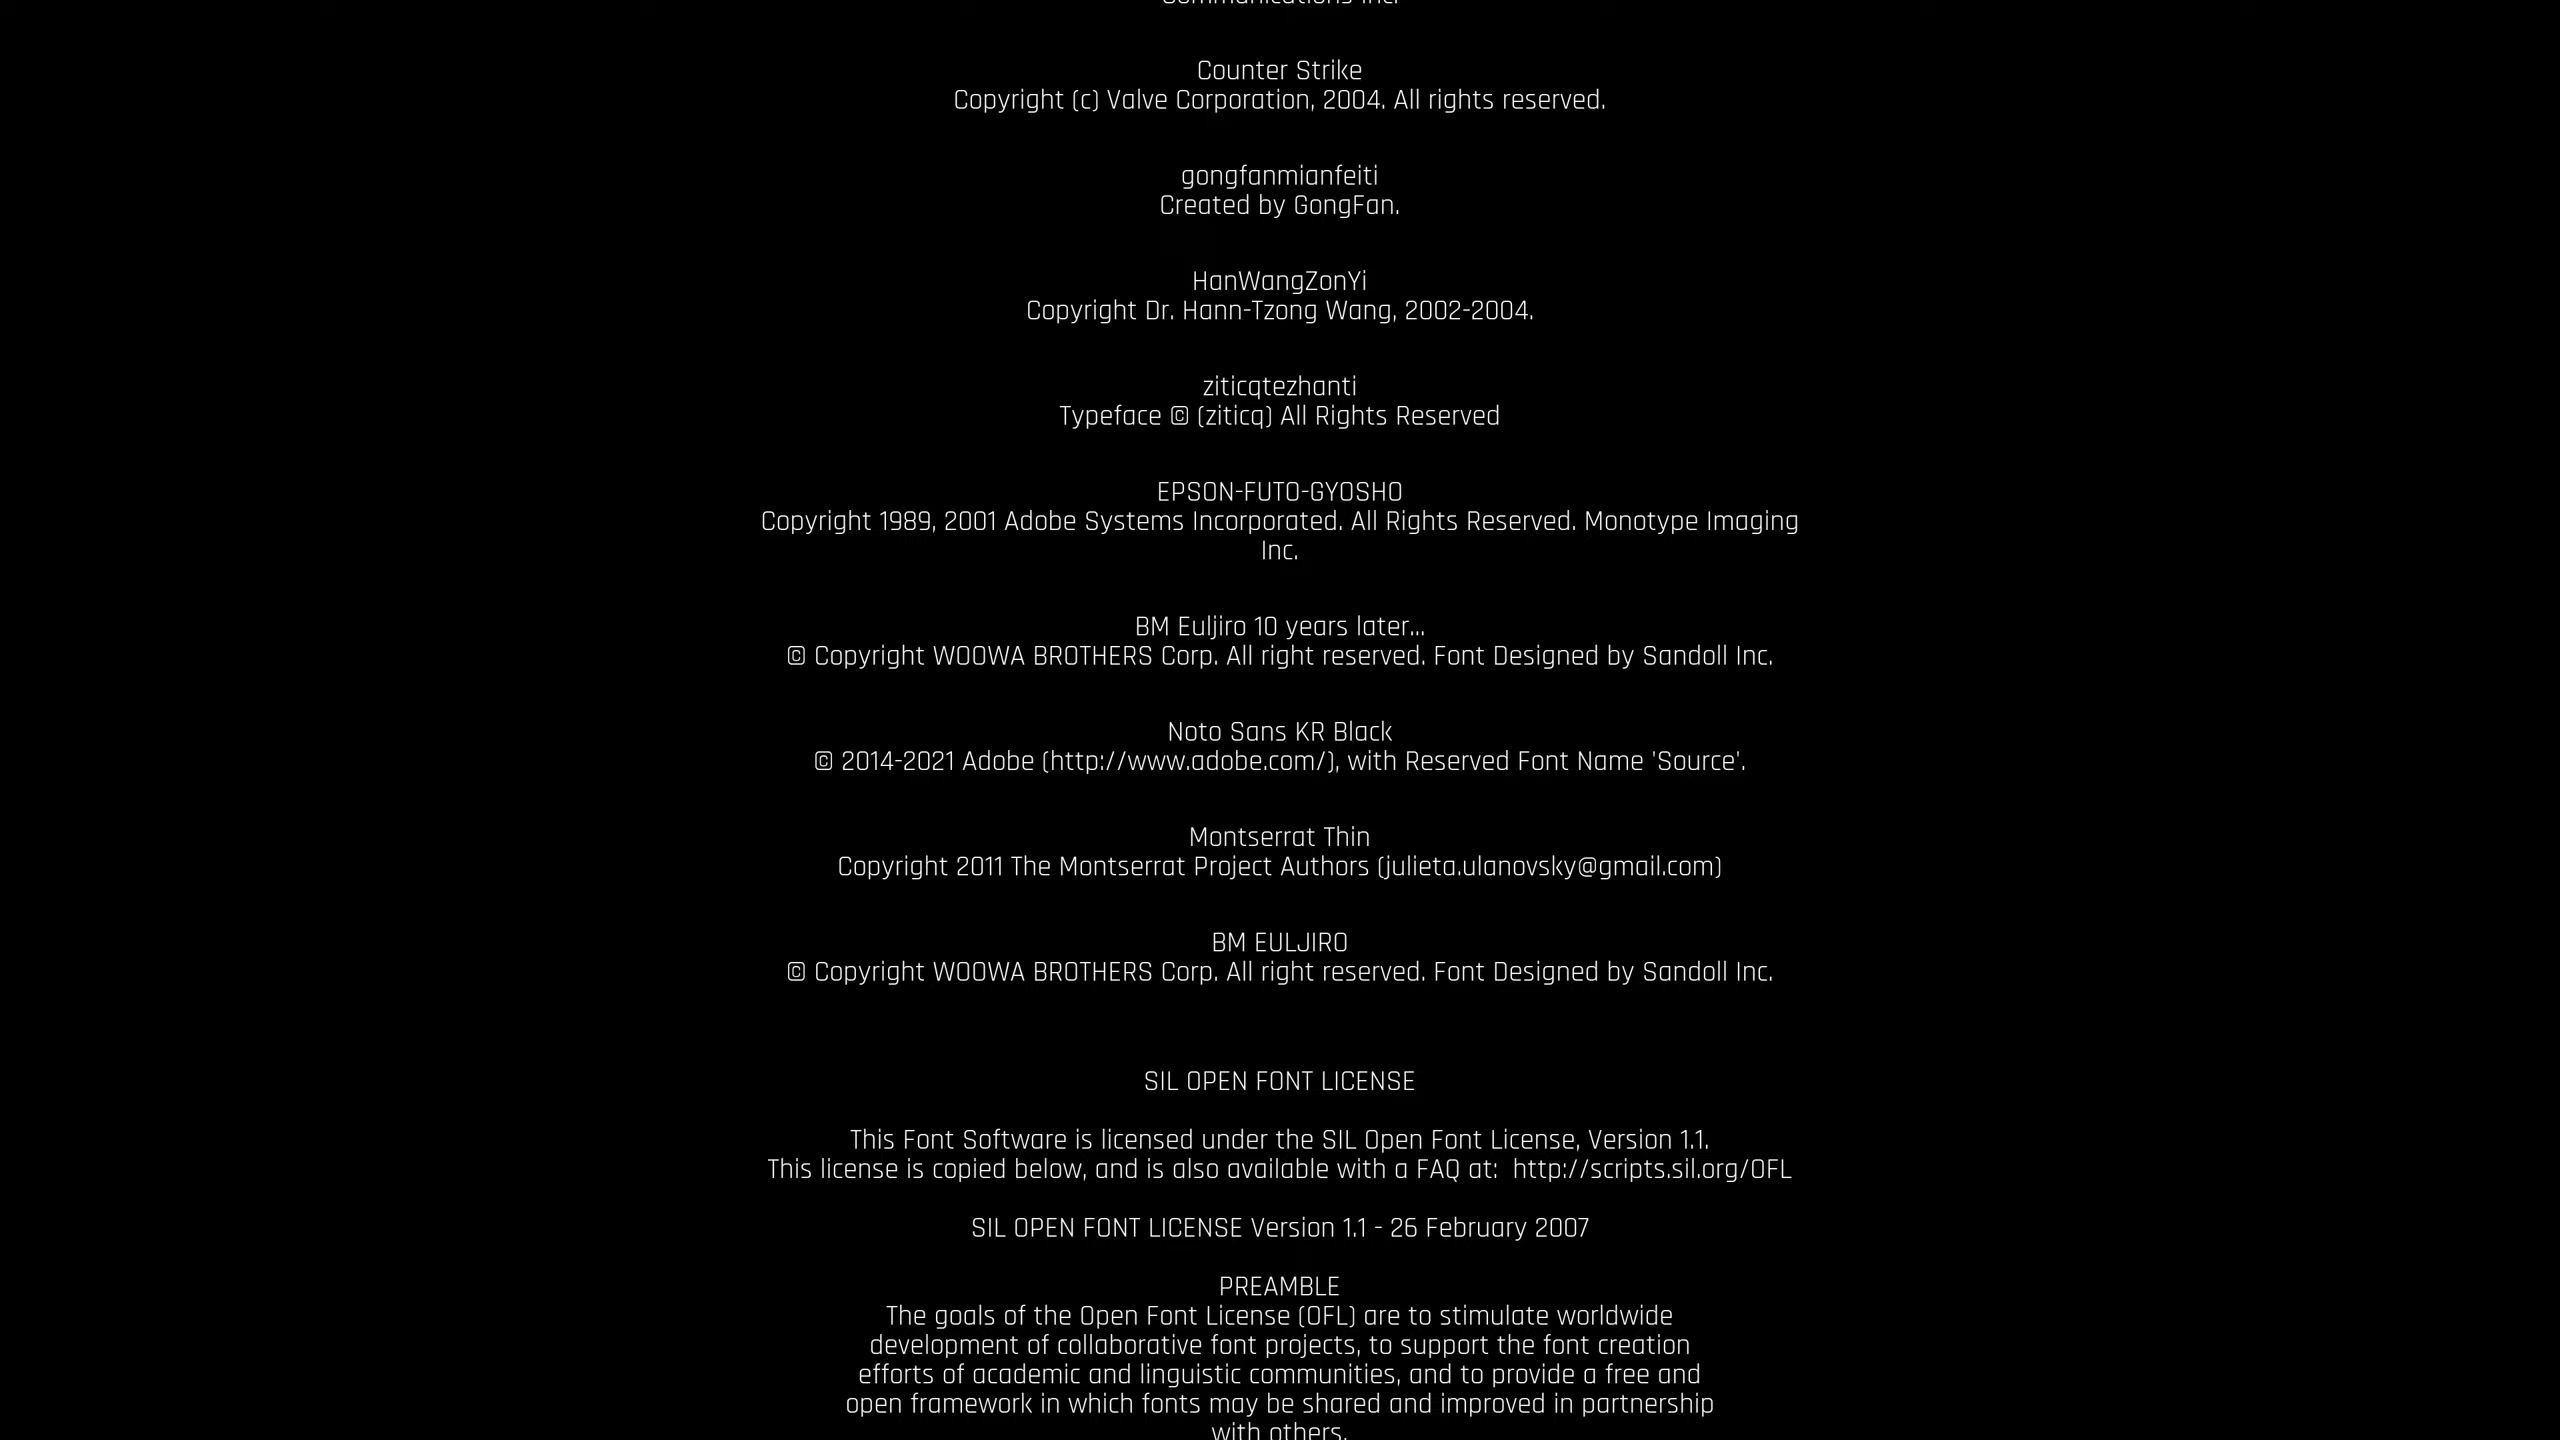 Communications Inc.
Counter Strike
Copyright (c) Valve Corporation, 2004. All rights reserved.
gongfanmianfeiti
Created by GongFan.
HanWangZonYi
Copyright Dr. Hann-Tzong Wang, 2002-2004.
ziticqtezhanti
Typeface © (ziticq) All Rights Reserved
EPSON-FUTO-GYOSHO
Copyright 1989, 2001 Adobe Systems Incorporated. All Rights Reserved. Monotype Imaging
Inc.
BM Euljiro 10 years later...
© Copyright WOOWA BROTHERS Corp. All right reserved. Font Designed by Sandoll Inc.
Noto Sans KR Black
© 2014-2021 Adobe (http://www.adobe.com/), with Reserved Font Name 'Source'.
Montserrat Thin
Copyright 2011 The Montserrat Project Authors (julieta.ulanovsky@gmail.com)
BM EULJIRO
© Copyright WOOWA BROTHERS Corp. All right reserved. Font Designed by Sandoll Inc.
SIL OPEN FONT LICENSE
This Font Software is licensed under the SIL Open Font License, Version 1.1.
This license is copied below, and is also available with a FAQ at:  http://scripts.sil.org/OFL
SIL OPEN FONT LICENSE Version 1.1 - 26 February 2007
PREAMBLE
The goals of the Open Font License (OFL) are to stimulate worldwide
development of collaborative font projects, to support the font creation
efforts of academic and linguistic communities, and to provide a free and
open framework in which fonts may be shared and improved in partnership
with others.